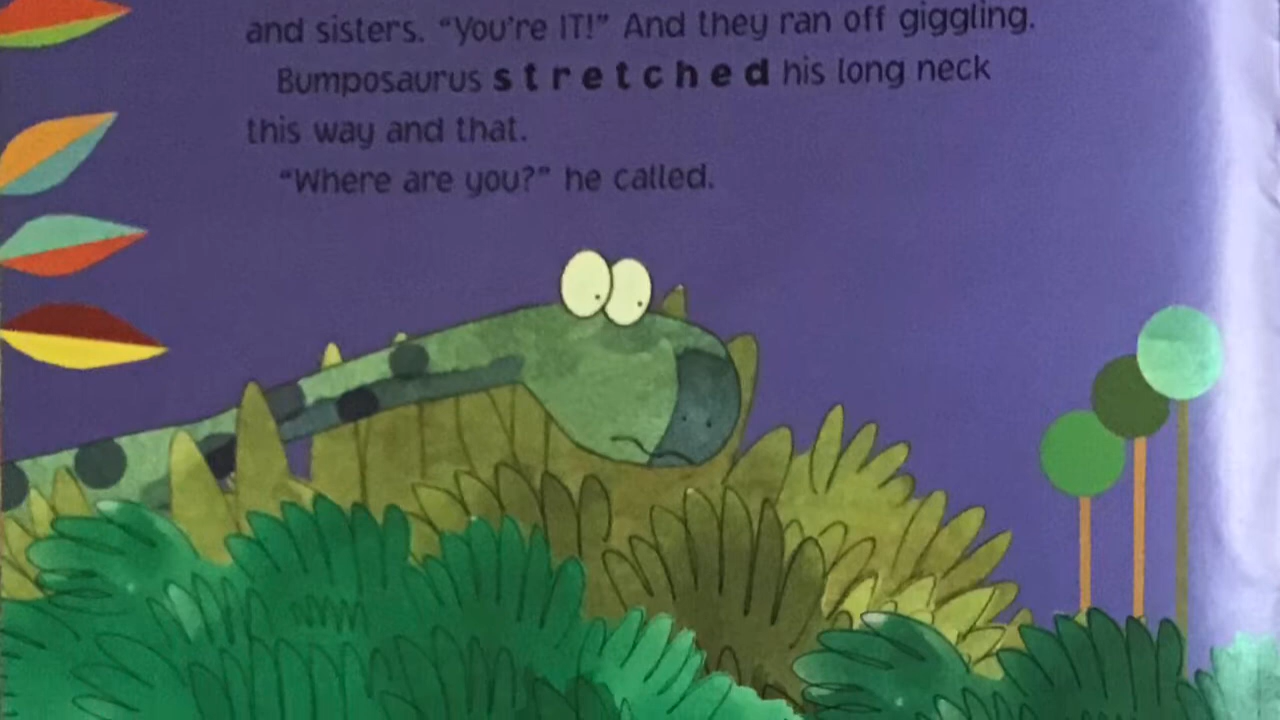 and sisters. “You're IT!” And they ran off giggling.
Bumposaurus stretched his long neck
this way and that.
“Where are you?” he called.